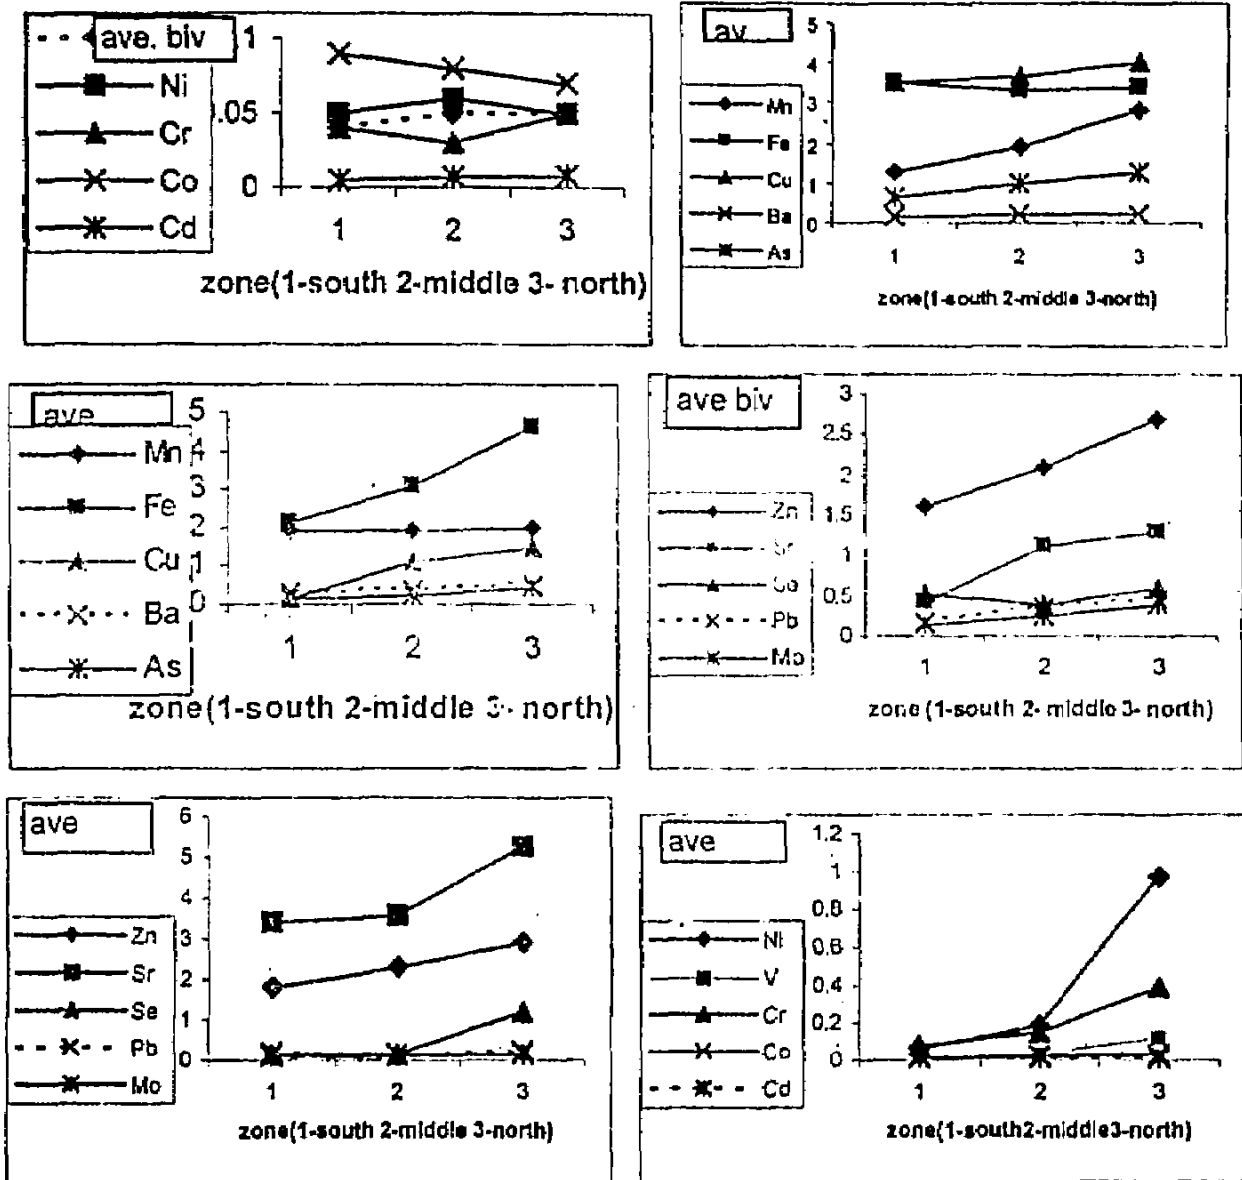 ave. biv
Ni
Cr
Co
Cd
.1
0.05
0
1 2 3
zone(1-south 2-middle 3- north)
av
Mn
Fe
Cu
Ba
As
5
4
3
2
1
0
1 2 3
zone(1-south 2-middle 3-north)
ave
Mn
Fe
Cu
Ba
As
5
4
3
2
1
0
1 2 3
zone(1-south 2-middle 3- north)
ave biv
Zn
Sr
Pb
Mo
3
2.5
2
1.5
1
0.5
0
1 2 3
zone (1-south 2- middle 3- north)
ave
Zn
Sr
Se
Pb
Mo
6
5
4
3
2
1
0
1 2 3
zone(1-south 2-middle 3-north)
ave
Ni
V
Cr
Co
Cd
1.2
1
0.8
0.6
0.4
0.2
0
1 2 3
zone(1-south2-middle3-north)